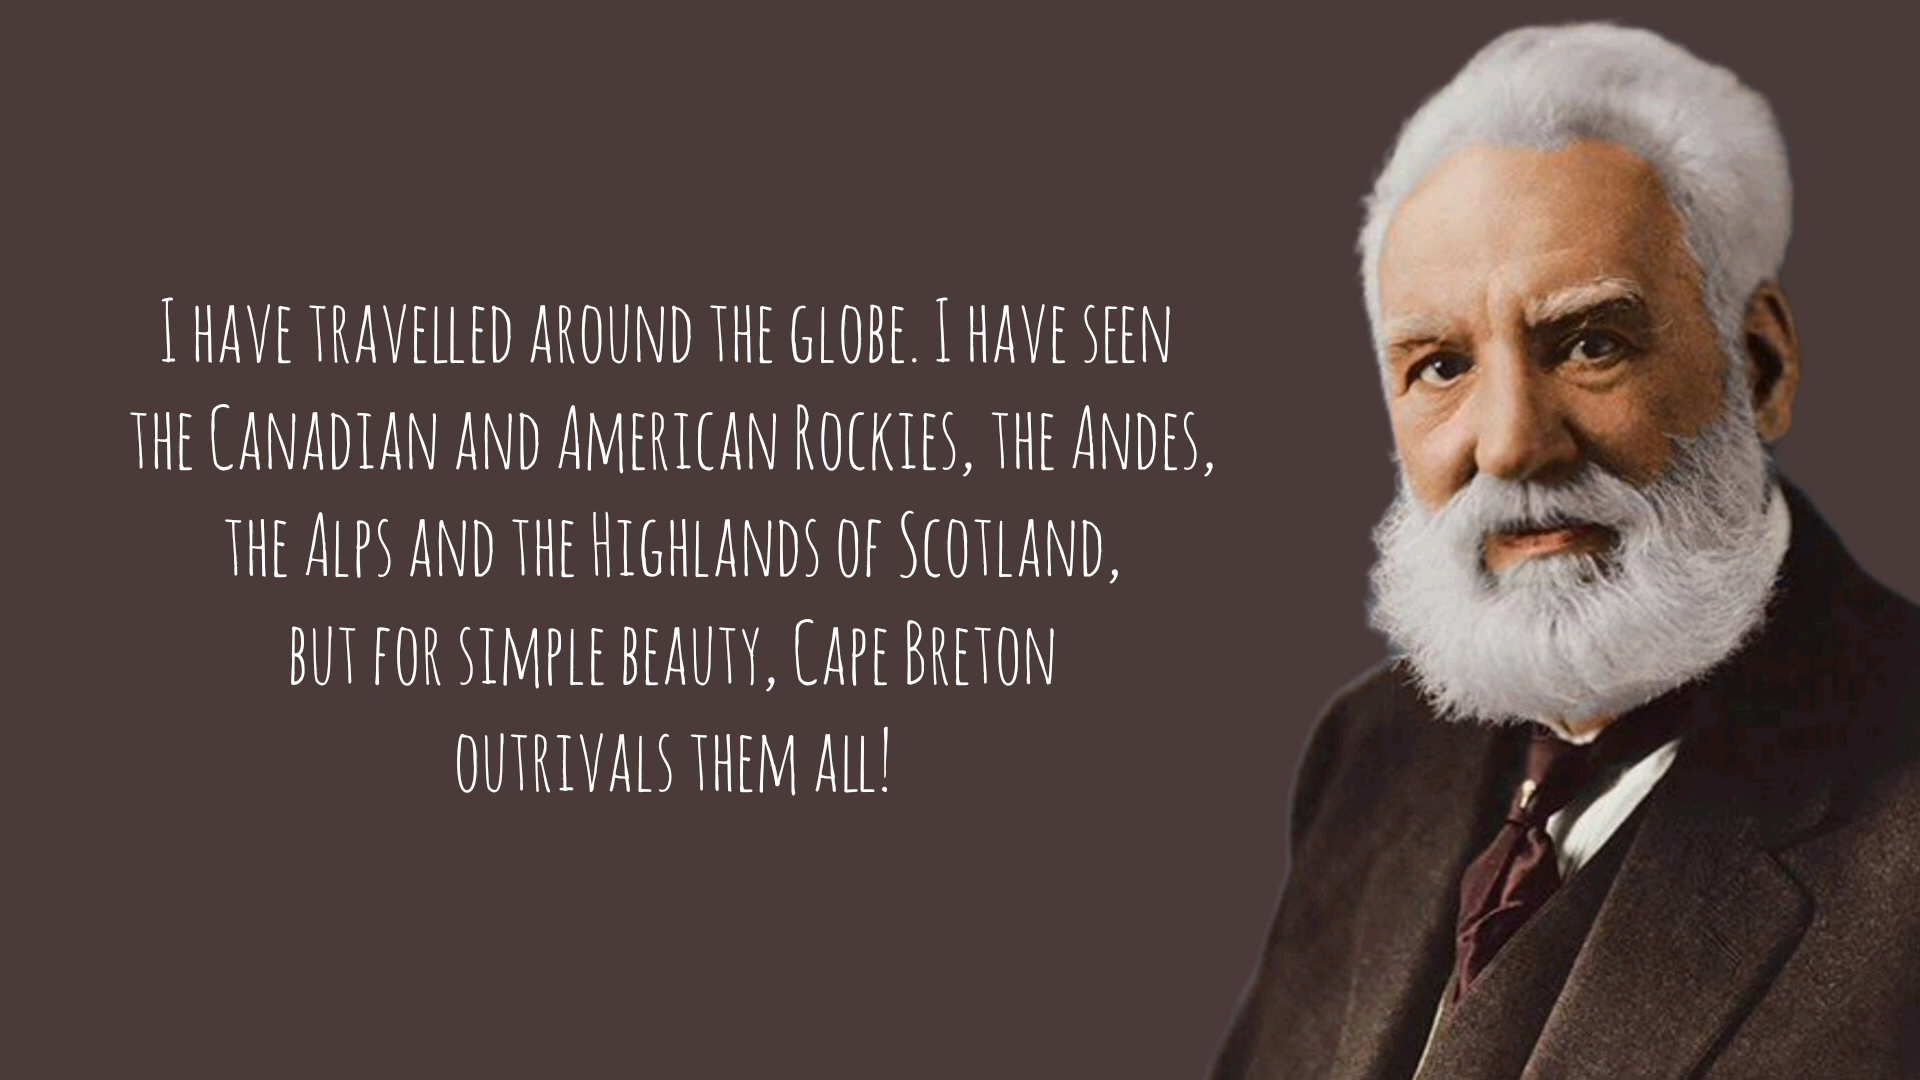 I have travelled around the globe. I have seen
the Canadian and American Rockies, the Andes,
the Alps and the Highlands of Scotland,
but for simple beauty, Cape Breton
outrivals them all!